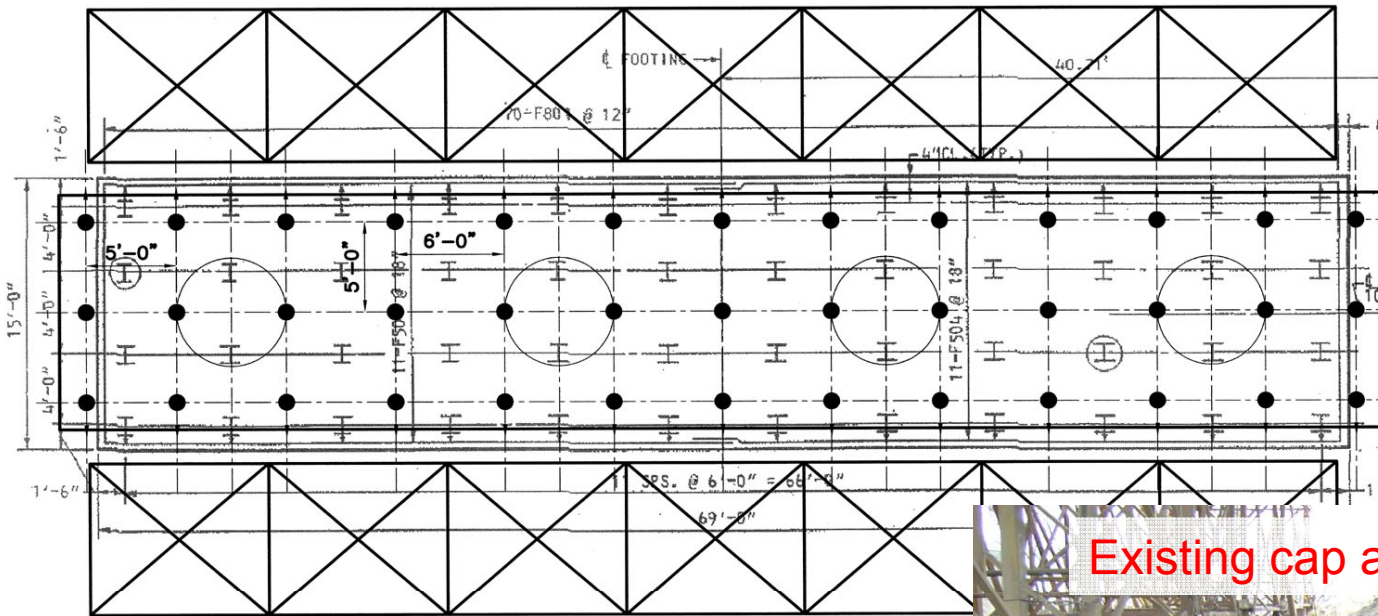 ℄ FOOTING
40.71'
70-F801 @ 12"
1'-6"
4" CL. (TYP.)
15'-0"
4'-0"
4'-0"
4'-0"
5'-0"
5'-0"
6'-0"
11-F504 @ 18"
11-F504 @ 18"
1'-6"
11 SPS. @ 6'-0" = 66'-0"
69'-0"
1
Existing cap a